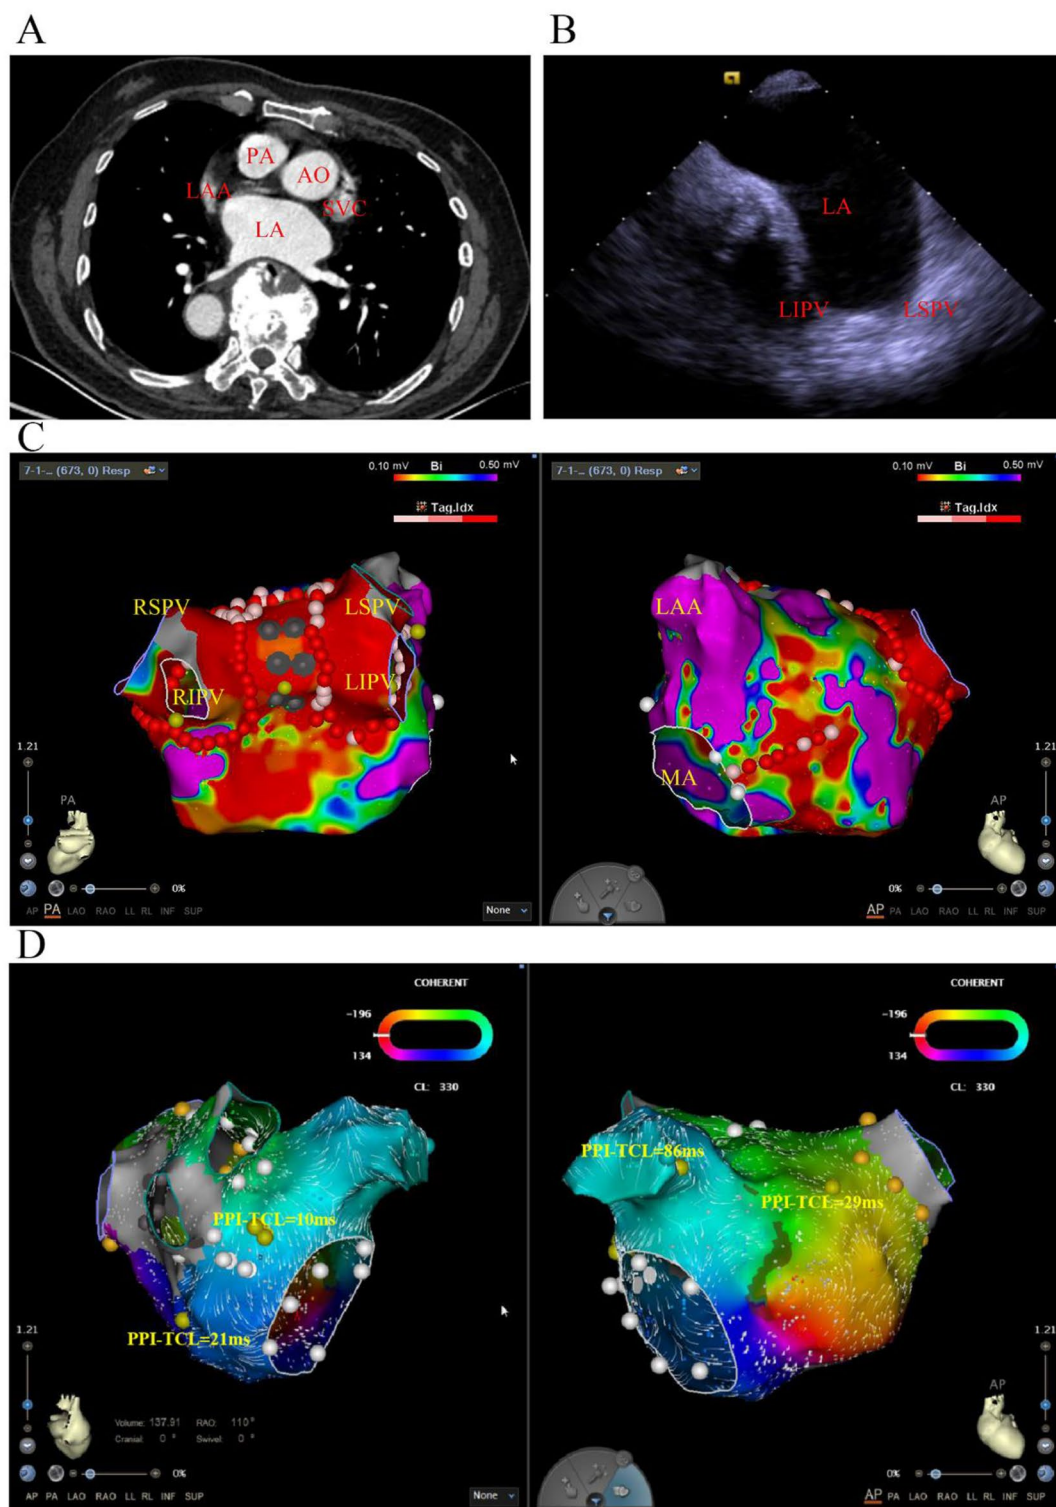 A
B
PA
AO
LAA
SVC
LA
LA
LIPV
LSPV
C
7-1-... (673, 0) Resp
0.10 mV Bi 0.50 mV
Tag.Idx
7-1-... (673, 0) Resp
0.10 mV Bi 0.50 mV
Tag.Idx
RSPV
LSPV
LAA
RIPV
LIPV
MA
1.21
1.21
PA
AP
0%
0%
AP PA LAO RAO LL RL INF SUP
None
AP PA LAO RAO LL RL INF SUP
D
COHERENT
-196
134
CL: 330
COHERENT
-196
134
CL: 330
PPI-TCL=86ms
PPI-TCL=10ms
PPI-TCL=29ms
PPI-TCL=21ms
1.21
1.21
AP
Volume: 137.91 RAO: 110°
Cranial: 0 ° Swivel: 0 °
0%
0%
AP PA LAO RAO LL RL INF SUP
None
AP PA LAO RAO LL RL INF SUP